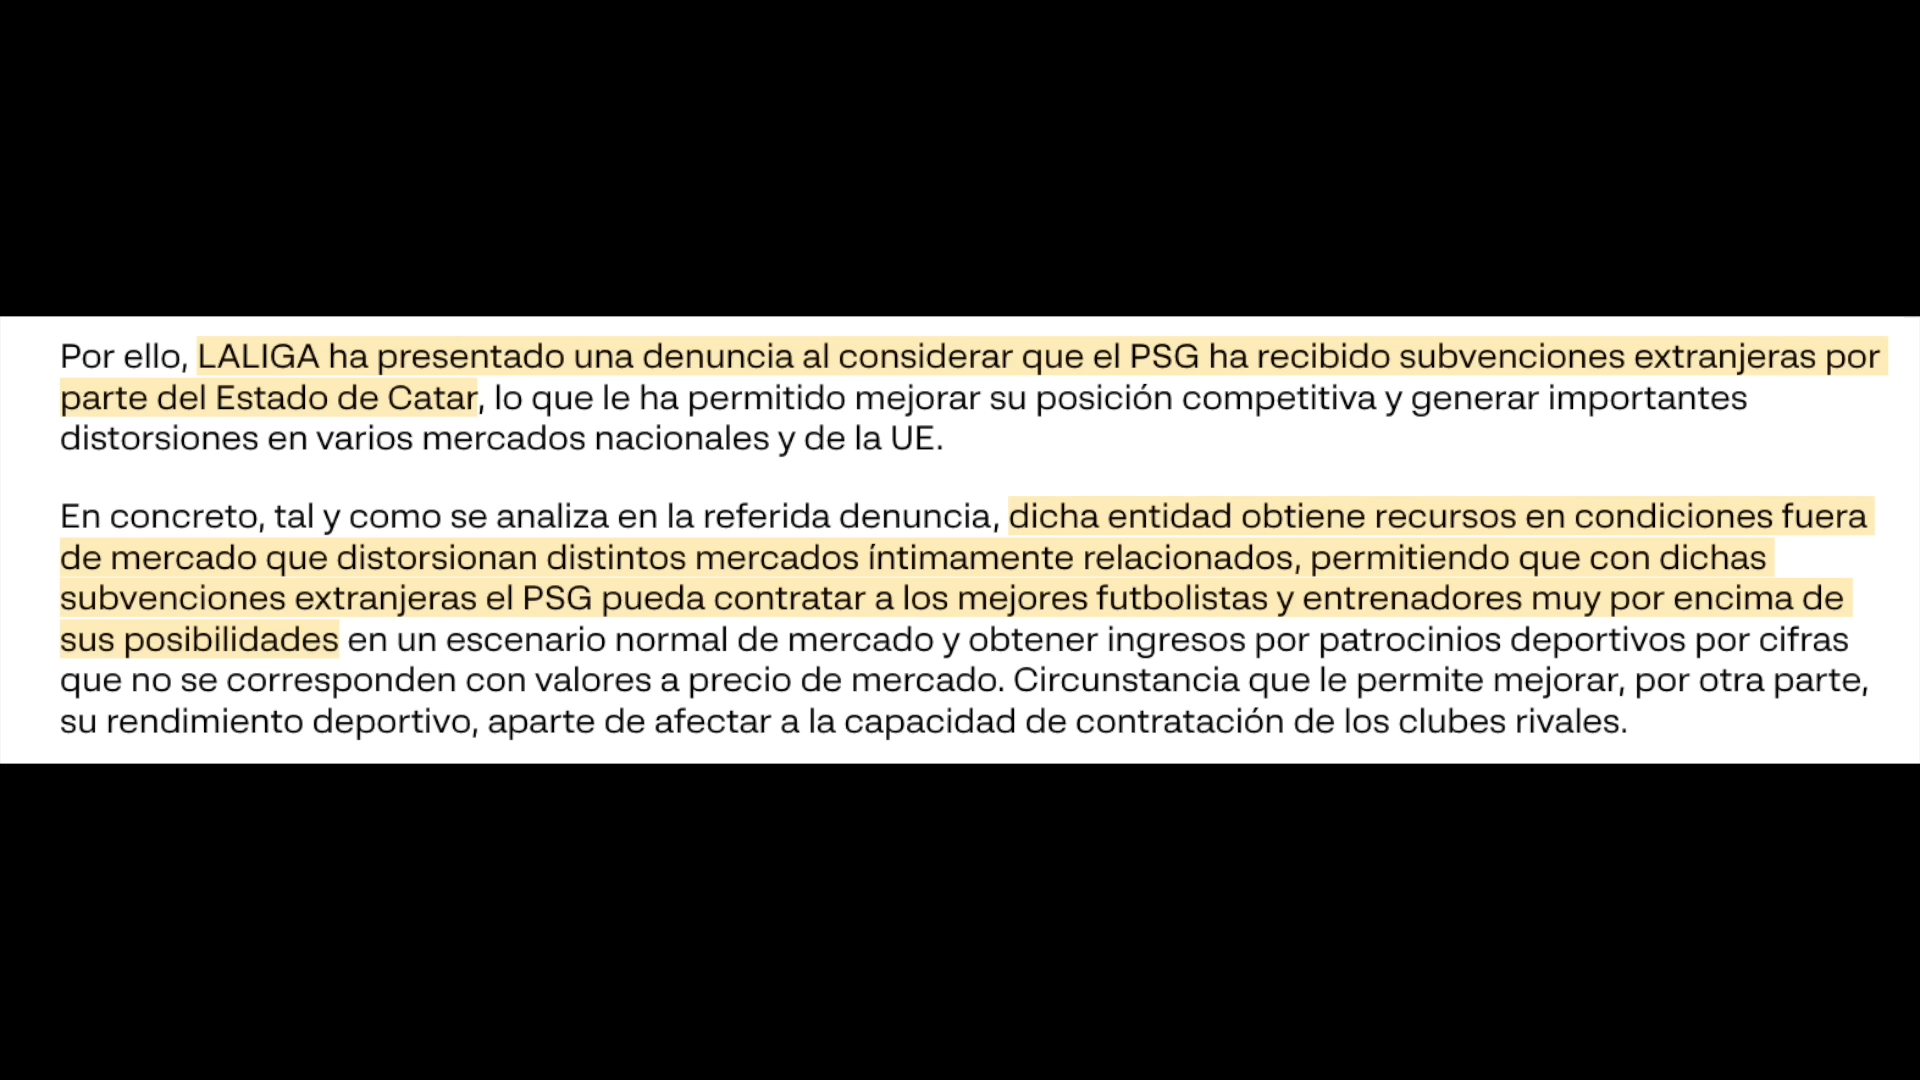 Por ello, LALIGA ha presentado una denuncia al considerar que el PSG ha recibido subvenciones extranjeras por
parte del Estado de Catar, lo que le ha permitido mejorar su posición competitiva y generar importantes
distorsiones en varios mercados nacionales y de la UE.
En concreto, tal y como se analiza en la referida denuncia, dicha entidad obtiene recursos en condiciones fuera
de mercado que distorsionan distintos mercados íntimamente relacionados, permitiendo que con dichas
subvenciones extranjeras el PSG pueda contratar a los mejores futbolistas y entrenadores muy por encima de
sus posibilidades en un escenario normal de mercado y obtener ingresos por patrocinios deportivos por cifras
que no se corresponden con valores a precio de mercado. Circunstancia que le permite mejorar, por otra parte,
su rendimiento deportivo, aparte de afectar a la capacidad de contratación de los clubes rivales.